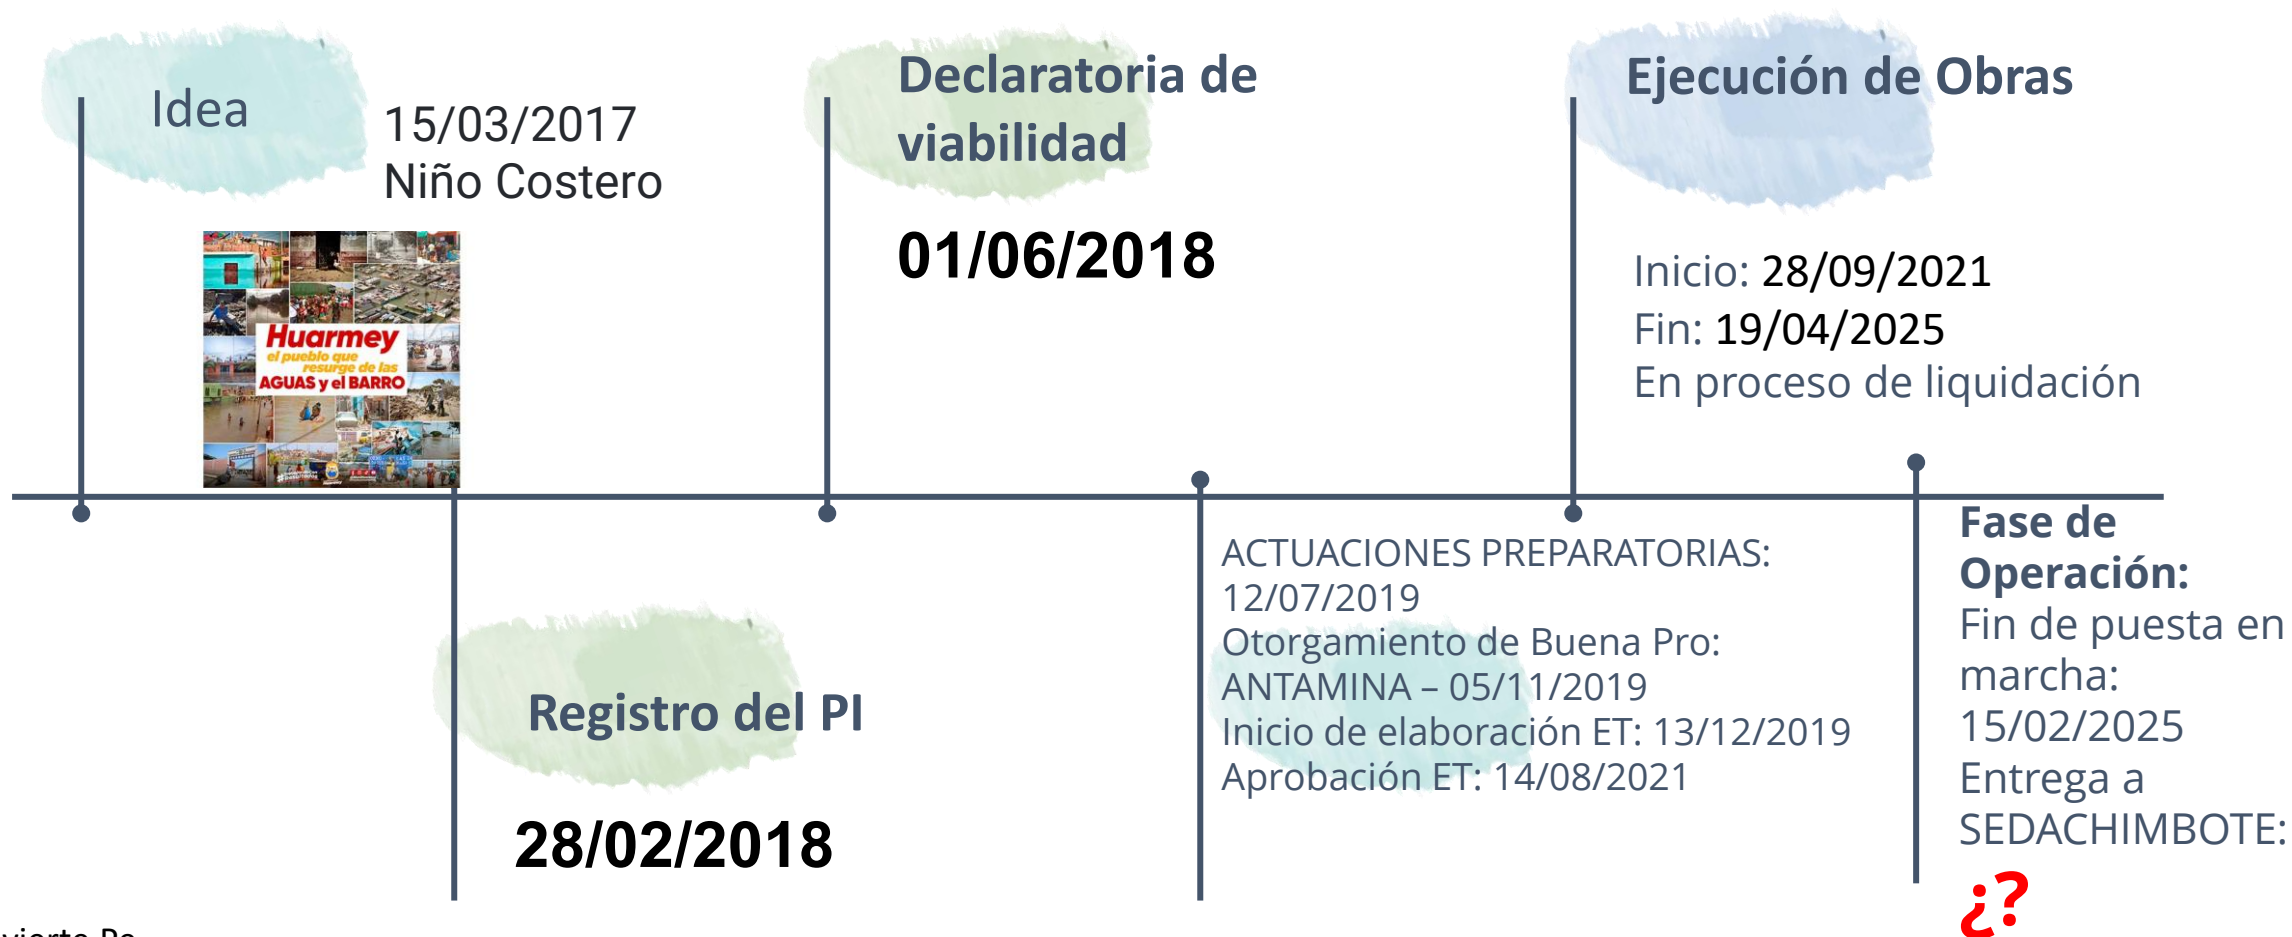 Idea
15/03/2017
Niño Costero
Huarmey
el pueblo que
resurge de las
AGUAS y el BARRO
Registro del PI
28/02/2018
Declaratoria de
viabilidad
01/06/2018
ACTUACIONES PREPARATORIAS:
12/07/2019
Otorgamiento de Buena Pro:
ANTAMINA – 05/11/2019
Inicio de elaboración ET: 13/12/2019
Aprobación ET: 14/08/2021
Ejecución de Obras
Inicio: 28/09/2021
Fin: 19/04/2025
En proceso de liquidación
Fase de
Operación:
Fin de puesta en
marcha:
15/02/2025
Entrega a
SEDACHIMBOTE:
¿?